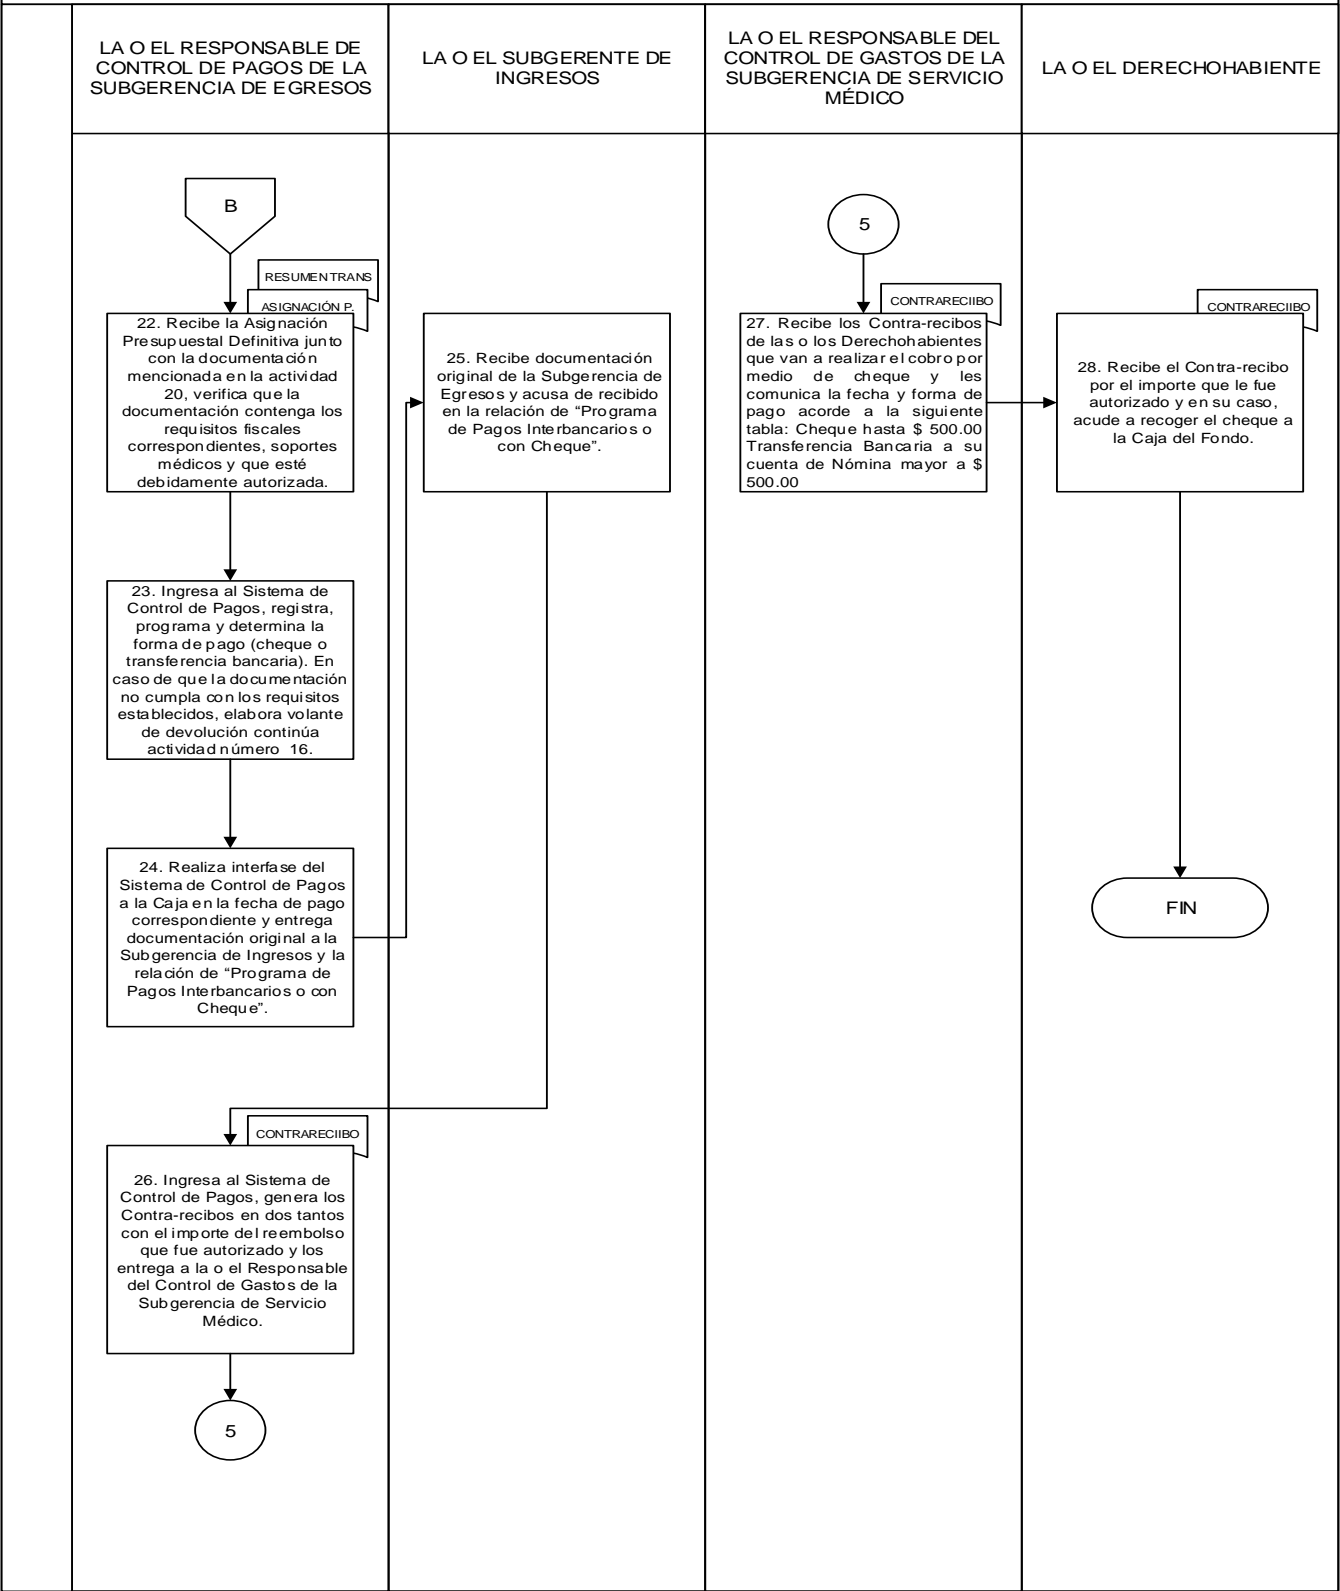 LA O EL RESPONSABLE DE
CONTROL DE PAGOS DE LA
SUBGERENCIA DE EGRESOS
LA O EL SUBGERENTE DE
INGRESOS
LA O EL RESPONSABLE DEL
CONTROL DE GASTOS DE LA
SUBGERENCIA DE SERVICIO
MÉDICO
LA O EL DERECHOHABIENTE
B
RESUMEN TRANS
ASIGNACIÓN P.
22. Recibe la Asignación
Presupuestal Definitiva junto
con la documentación
mencionada en la actividad
20, verifica que la
documentación contenga los
requisitos fiscales
correspondientes, soportes
médicos y que esté
debidamente autorizada.
23. Ingresa al Sistema de
Control de Pagos, registra,
programa y determina la
forma de pago (cheque o
transferencia bancaria). En
caso de que la documentación
no cumpla con los requisitos
establecidos, elabora volante
de devolución continúa
actividad número 16.
24. Realiza interfase del
Sistema de Control de Pagos
a la Caja en la fecha de pago
correspondiente y entrega
documentación original a la
Subgerencia de Ingresos y la
relación de “Programa de
Pagos Interbancarios o con
Cheque”.
25. Recibe documentación
original de la Subgerencia de
Egresos y acusa de recibido
en la relación de “Programa
de Pagos Interbancarios o
con Cheque”.
CONTRARECIIBO
26. Ingresa al Sistema de
Control de Pagos, genera los
Contra-recibos en dos tantos
con el importe del reembolso
que fue autorizado y los
entrega a la o el Responsable
del Control de Gastos de la
Subgerencia de Servicio
Médico.
5
5
CONTRARECIIBO
27. Recibe los Contra-recibos
de las o los Derechohabientes
que van a realizar el cobro por
medio de cheque y les
comunica la fecha y forma de
pago acorde a la siguiente
tabla: Cheque hasta $ 500.00
Transferencia Bancaria a su
cuenta de Nómina mayor a $
500.00
CONTRARECIIBO
28. Recibe el Contra-recibo
por el importe que le fue
autorizado y en su caso,
acude a recoger el cheque a
la Caja del Fondo.
FIN